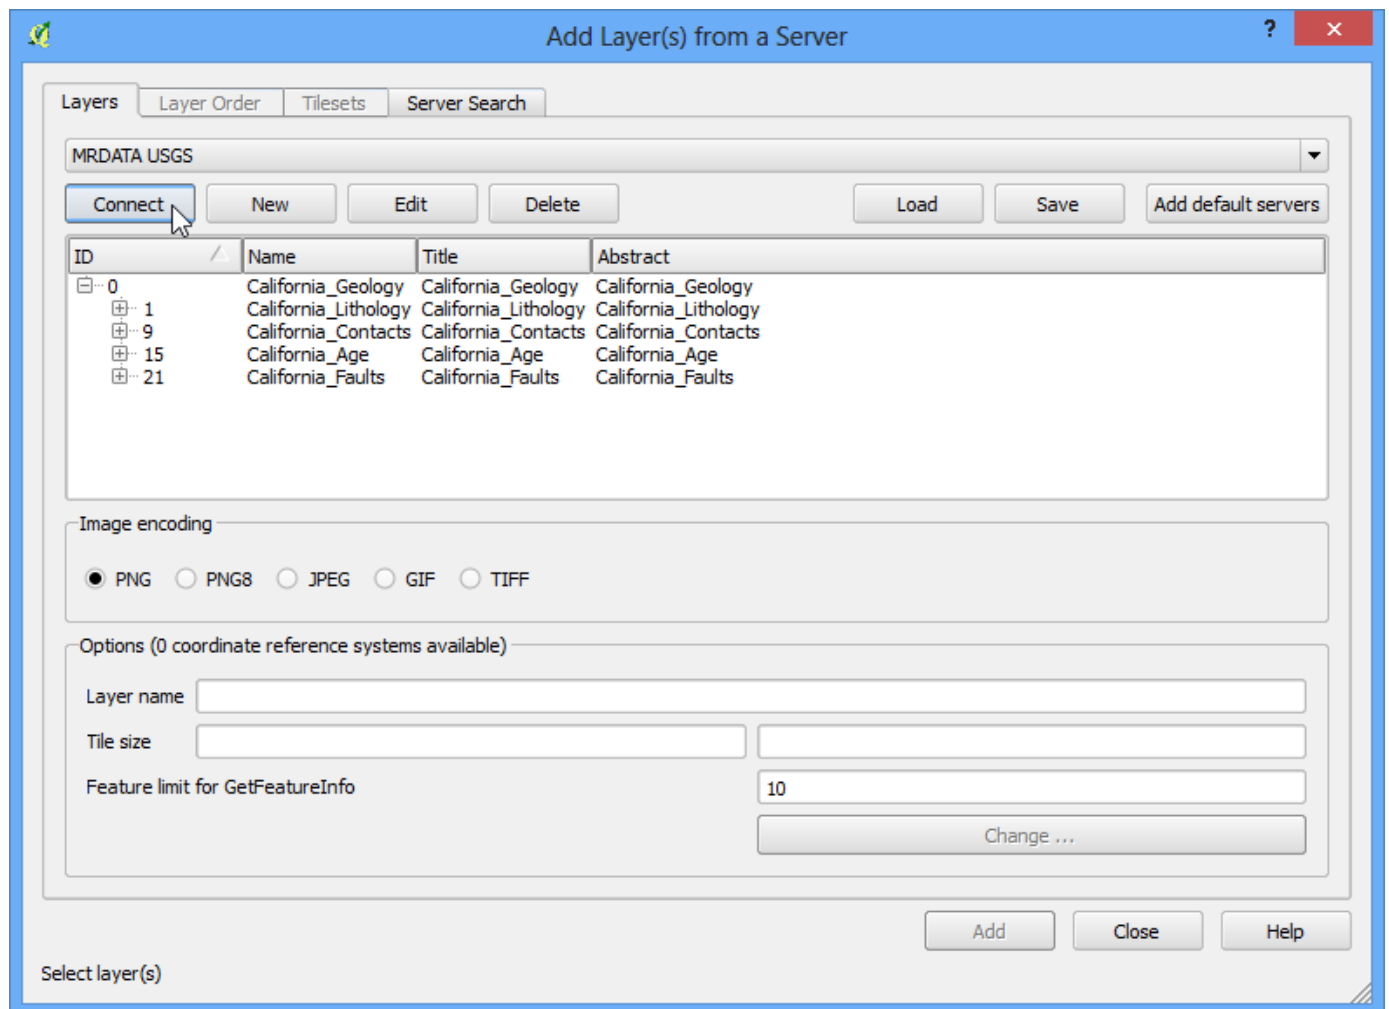 Add Layer(s) from a Server
?
Layers Layer Order Tilesets Server Search
MRDATA USGS
Connect New Edit Delete Load Save Add default servers
ID Name Title Abstract
0 California_Geology California_Geology California_Geology
1 California_Lithology California_Lithology California_Lithology
9 California_Contacts California_Contacts California_Contacts
15 California_Age California_Age California_Age
21 California_Faults California_Faults California_Faults
Image encoding
PNG PNG8 JPEG GIF TIFF
Options (0 coordinate reference systems available)
Layer name
Tile size
Feature limit for GetFeatureInfo 10
Change ...
Add Close Help
Select layer(s)